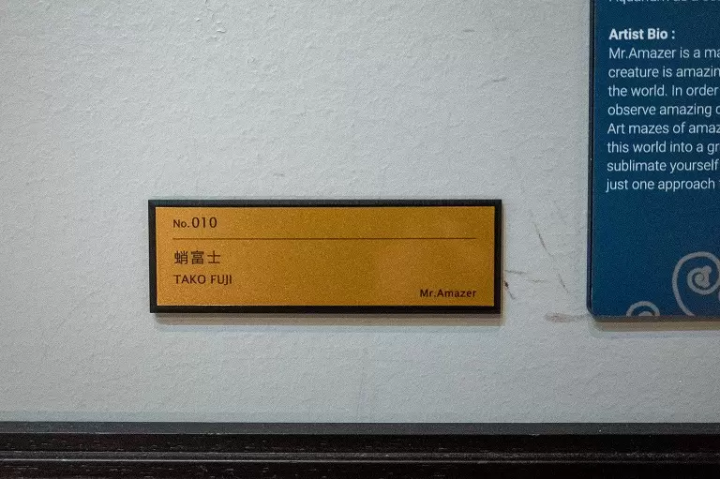 No.010
蛸富士
TAKO FUJI
Mr.Amazer
Artist Bio :
Mr.Amazer is a
creature is
the world. In order
observe amazing
Art mazes of
this world into a
sublimate yourself
just one approach